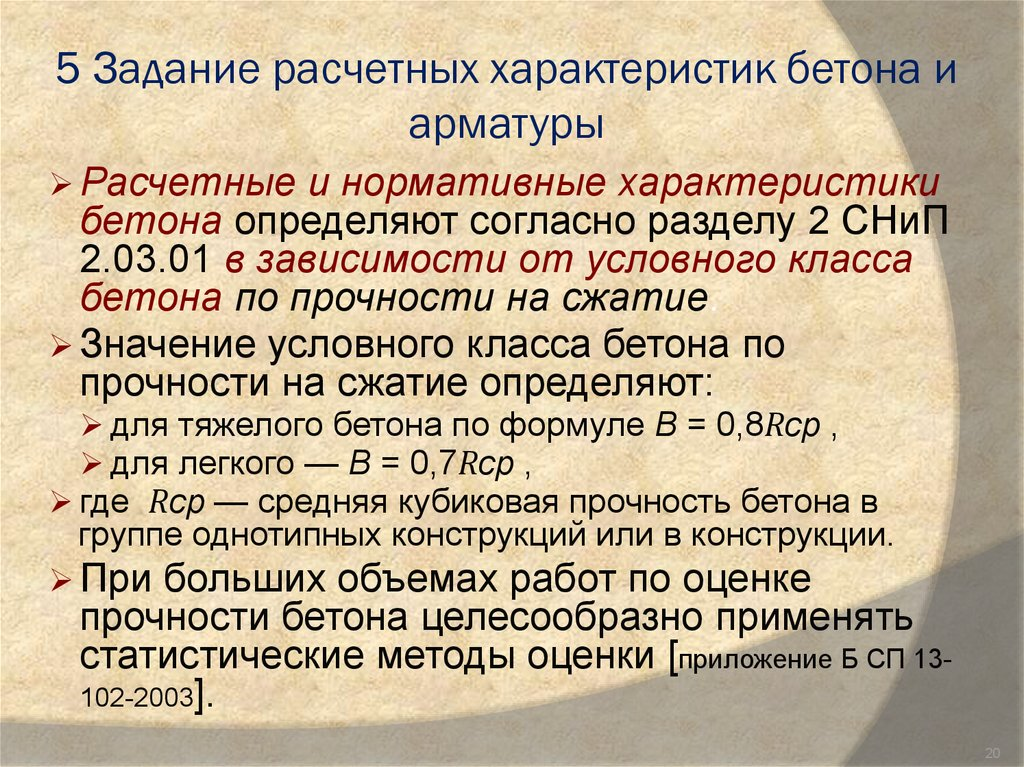 5 Задание расчетных характеристик бетона и
арматуры
➢ Расчетные и нормативные характеристики
бетона определяют согласно разделу 2 СНиП
2.03.01 в зависимости от условного класса
бетона по прочности на сжатие
➢ Значение условного класса бетона по
прочности на сжатие определяют:
➢ для тяжелого бетона по формуле B = 0,8Rср ,
➢ для легкого — B = 0,7Rср ,
➢ где Rср — средняя кубиковая прочность бетона в
группе однотипных конструкций или в конструкции.
➢ При больших объемах работ по оценке
прочности бетона целесообразно применять
статистические методы оценки [приложение Б СП 13-
102-2003].
20